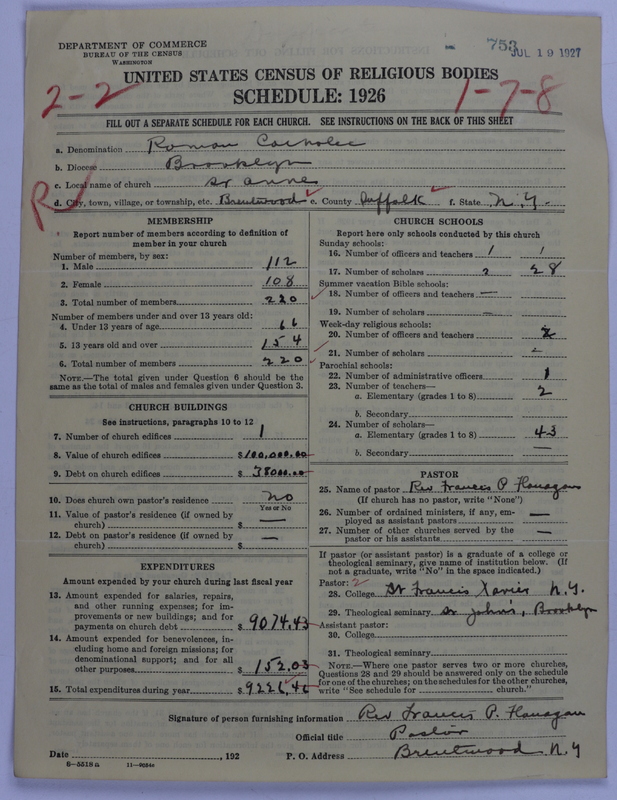 DEPARTMENT OF COMMERCE
BUREAU OF THE CENSUS
WASHINGTON
753
JUL 19 1927
UNITED STATES CENSUS OF RELIGIOUS BODIES
SCHEDULE: 1926
2-2
1-7-8
FILL OUT A SEPARATE SCHEDULE FOR EACH CHURCH. SEE INSTRUCTIONS ON THE BACK OF THIS SHEET
a. Denomination Roman Catholic
b. Diocese Brooklyn
c. Local name of church St Anne
R
d. City, town, village, or township, etc. Brentwood e. County Suffolk f. State N.Y.
MEMBERSHIP
Report number of members according to definition of member in your church
Number of members, by sex:
1. Male 112
2. Female 108
3. Total number of members 220
Number of members under and over 13 years old:
4. Under 13 years of age 66
5. 13 years old and over 154
6. Total number of members 220
NOTE.—The total given under Question 6 should be the
same as the total of males and females given under Question 3.
CHURCH BUILDINGS
See instructions, paragraphs 10 to 12
7. Number of church edifices 1
8. Value of church edifices $100,000.00
9. Debt on church edifices $38000.00
10. Does church own pastor's residence No
Yes or No
11. Value of pastor's residence (if owned by
church) $ —
12. Debt on pastor's residence (if owned by
church) $ —
EXPENDITURES
Amount expended by your church during last fiscal year
13. Amount expended for salaries, repairs,
and other running expenses; for im-
provements or new buildings; and for
payments on church debt $9074.43
14. Amount expended for benevolences, in-
cluding home and foreign missions; for
denominational support; and for all
other purposes $152.03
15. Total expenditures during year $9226.46
CHURCH SCHOOLS
Report here only schools conducted by this church
Sunday schools:
16. Number of officers and teachers 1 1
17. Number of scholars 2 28
Summer vacation Bible schools:
18. Number of officers and teachers —
19. Number of scholars —
Week-day religious schools:
20. Number of officers and teachers 2
21. Number of scholars —
Parochial schools:
22. Number of administrative officers 1
23. Number of teachers—
a. Elementary (grades 1 to 8) 2
b. Secondary
24. Number of scholars—
a. Elementary (grades 1 to 8) 43
b. Secondary —
PASTOR
25. Name of pastor Rev Francis P Flanagan
(If church has no pastor, write "None")
26. Number of ordained ministers, if any, em-
ployed as assistant pastors —
27. Number of other churches served by the
pastor or his assistants —
If pastor (or assistant pastor) is a graduate of a college or
theological seminary, give name of institution below. (If
not a graduate, write "No" in the space indicated.)
Pastor: 2
28. College St Francis Xavier N.Y.
29. Theological seminary St John's, Brooklyn
Assistant pastor:
30. College
31. Theological seminary
NOTE.—Where one pastor serves two or more churches,
Questions 28 and 29 should be answered only on the schedule
for one of the churches; on the schedules for the other churches,
write "See schedule for church."
Signature of person furnishing information Rev Francis P. Flanagan
Official title Pastor
Date , 192 P. O. Address Brentwood N.Y
8—5518a 11—9054